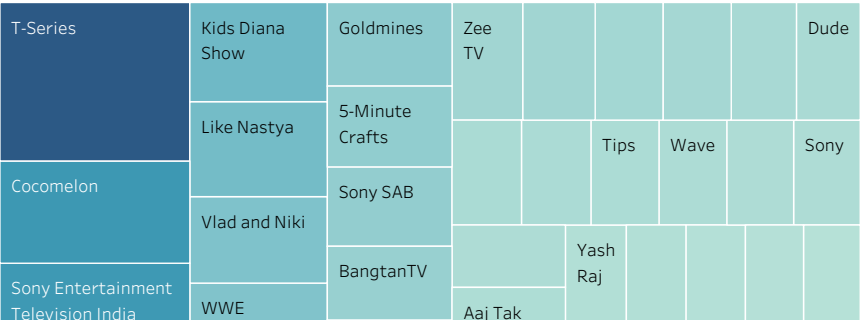 T-Series
Cocomelon
Sony Entertainment
Television India
Kids Diana
Show
Like Nastya
Vlad and Niki
WWE
Goldmines
5-Minute
Crafts
Sony SAB
BangtanTV
Zee
TV
Dude
Tips
Wave
Sony
Yash
Raj
Aaj Tak